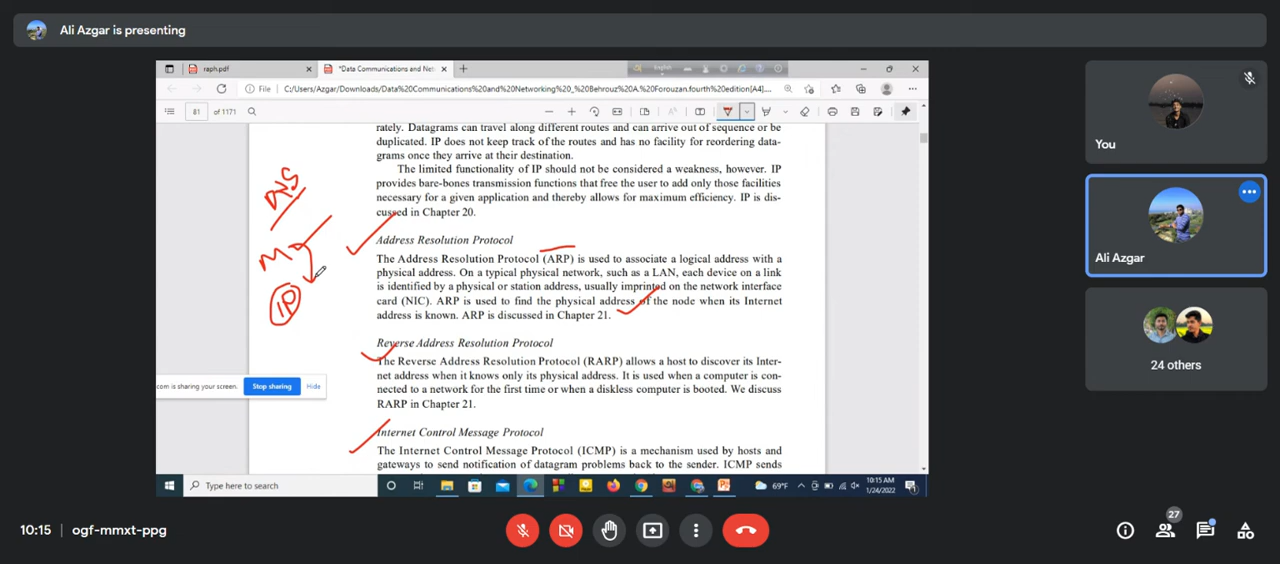 Ali Azgar is presenting
raph.pdf
*Data Communications and Net
English
File
C:/Users/Azgar/Downloads/Data%20Communications%20and%20Networking%20_%20Behrouz%20A.%20Forouzan.fourth%20edition[A4]...
81 of 1171
rately. Datagrams can travel along different routes and can arrive out of sequence or be
duplicated. IP does not keep track of the routes and has no facility for reordering data-
grams once they arrive at their destination.
The limited functionality of IP should not be considered a weakness, however. IP
provides bare-bones transmission functions that free the user to add only those facilities
necessary for a given application and thereby allows for maximum efficiency. IP is dis-
cussed in Chapter 20.
Address Resolution Protocol
The Address Resolution Protocol (ARP) is used to associate a logical address with a
physical address. On a typical physical network, such as a LAN, each device on a link
is identified by a physical or station address, usually imprinted on the network interface
card (NIC). ARP is used to find the physical address of the node when its Internet
address is known. ARP is discussed in Chapter 21.
Reverse Address Resolution Protocol
The Reverse Address Resolution Protocol (RARP) allows a host to discover its Inter-
net address when it knows only its physical address. It is used when a computer is con-
nected to a network for the first time or when a diskless computer is booted. We discuss
RARP in Chapter 21.
Internet Control Message Protocol
The Internet Control Message Protocol (ICMP) is a mechanism used by hosts and
gateways to send notification of datagram problems back to the sender. ICMP sends
M
IP
com is sharing your screen.
Stop sharing
Hide
Type here to search
69°F
10:15 AM
1/24/2022
You
Ali Azgar
24 others
10:15 | ogf-mmxt-ppg
27